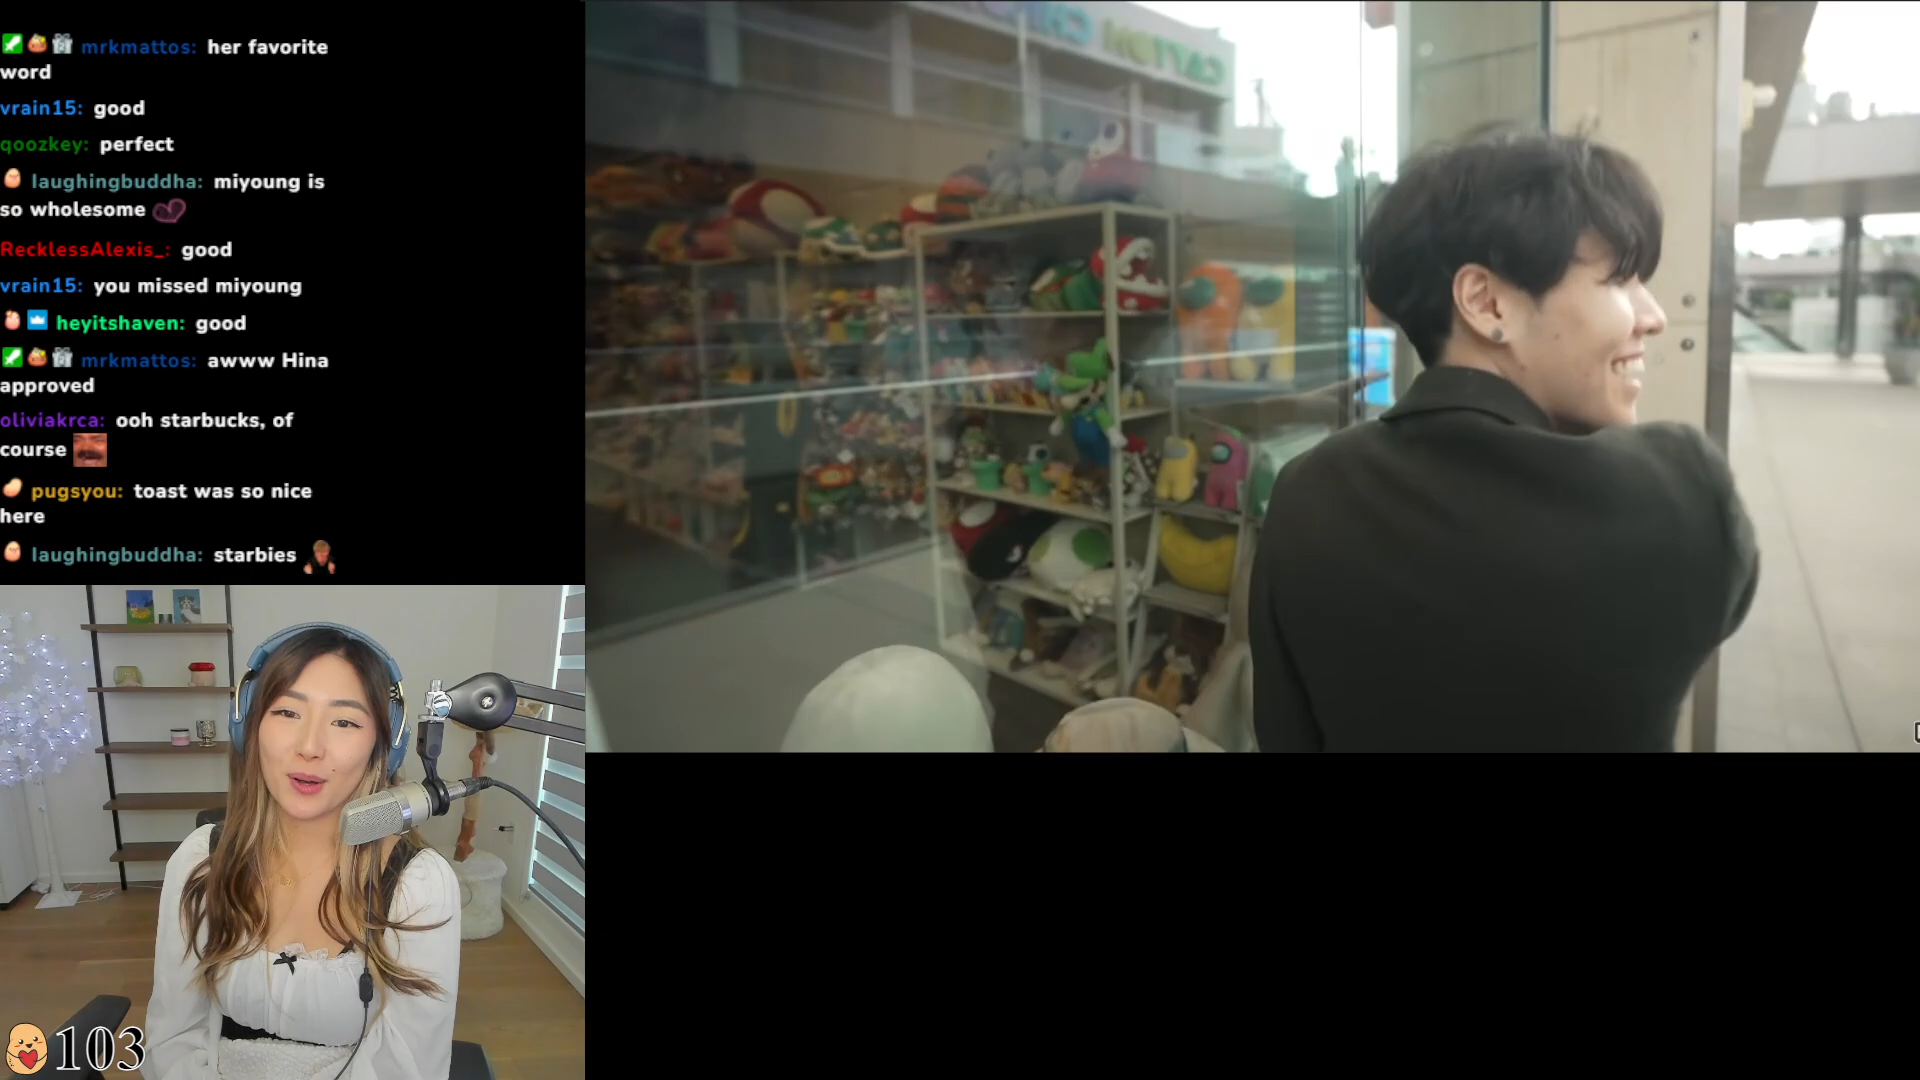 mrkmattos: her favorite
word
vrain15: good
qoozkey: perfect
laughingbuddha: miyoung is
so wholesome
RecklessAlexis_: good
vrain15: you missed miyoung
heyitshaven: good
mrkmattos: awww Hina
approved
oliviakrca: ooh starbucks, of
course
pugsyou: toast was so nice
here
laughingbuddha: starbies
103